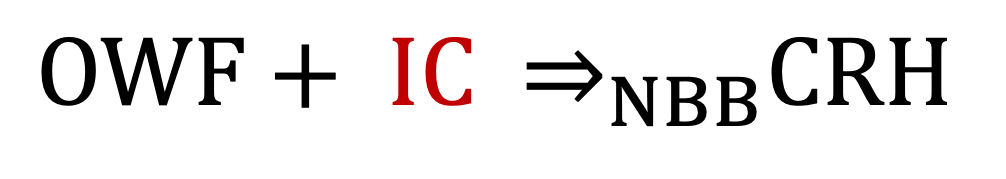 OWF + IC ⇒NBB CRH